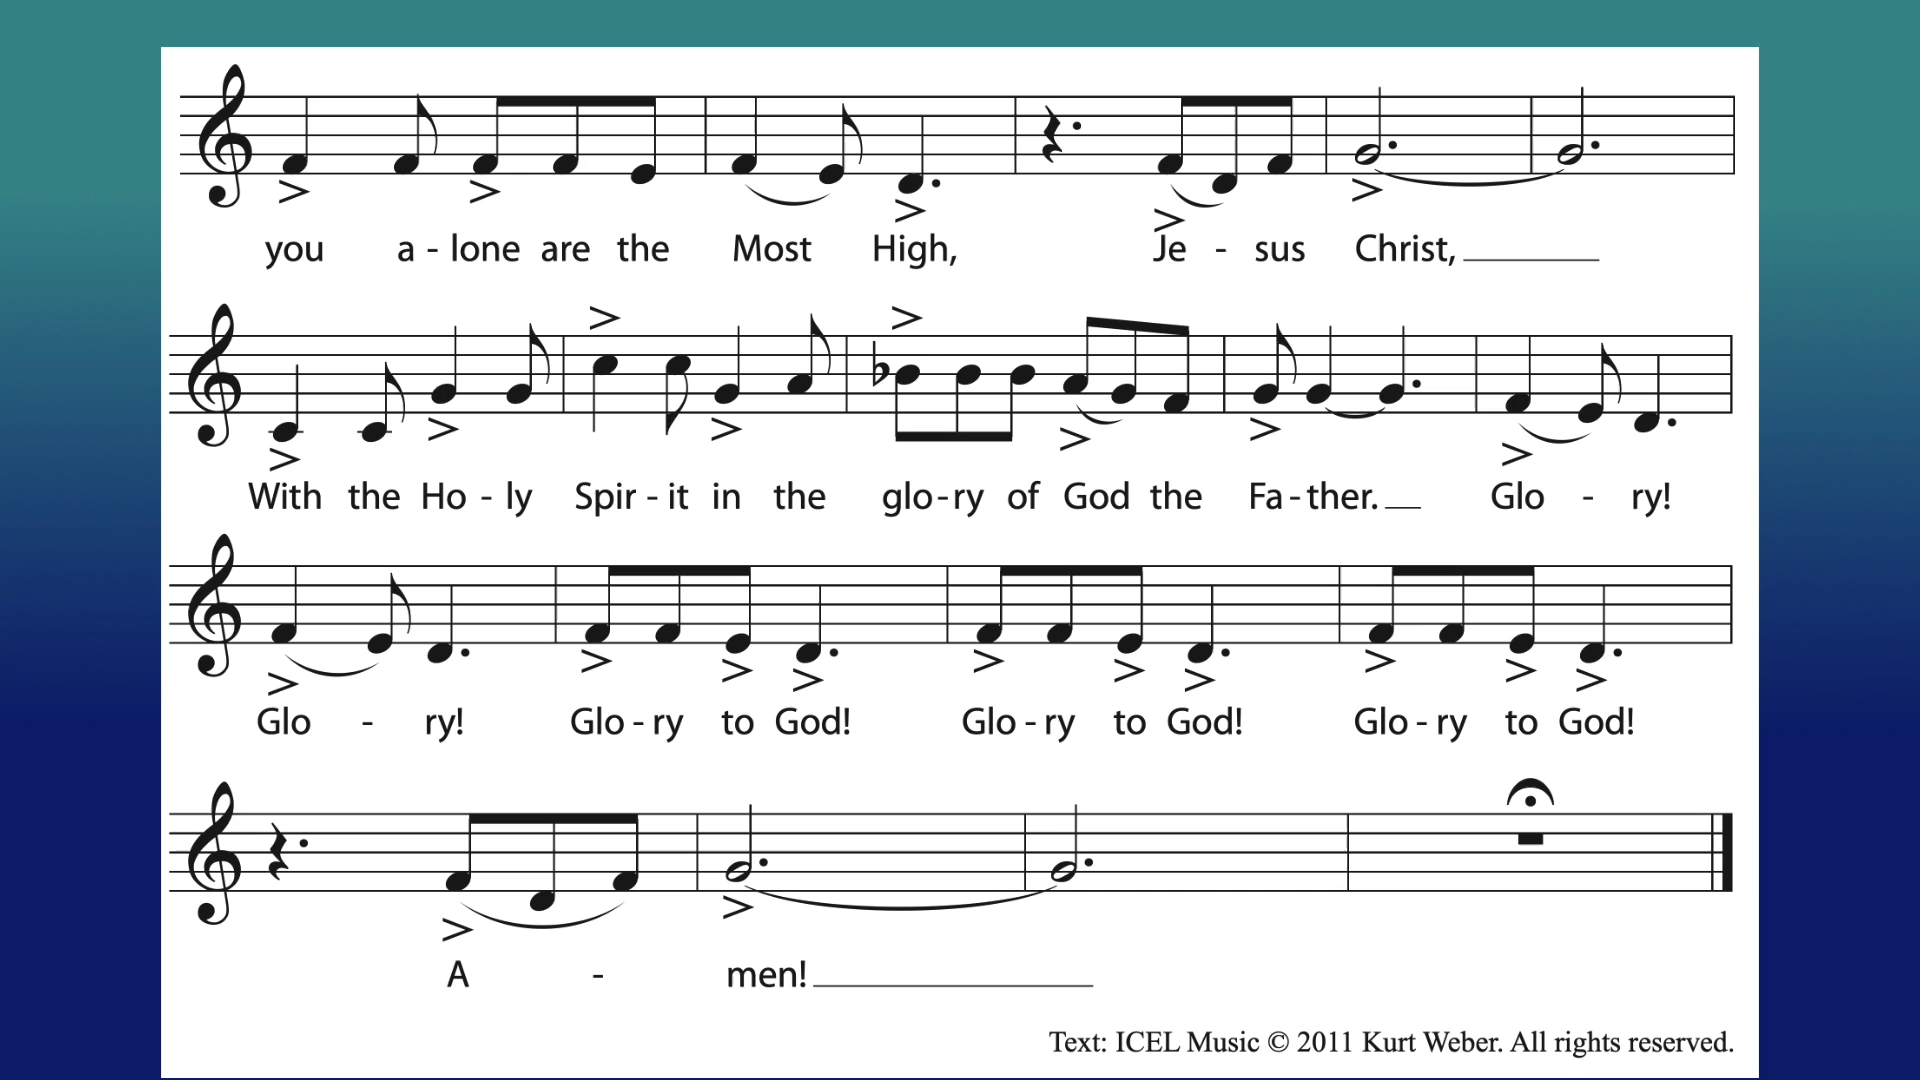 you a - lone are the Most High, Je - sus Christ,
With the Ho - ly Spir - it in the glo - ry of God the Fa - ther. Glo - ry!
Glo - ry! Glo - ry to God! Glo - ry to God! Glo - ry to God!
A - men!
Text: ICEL Music © 2011 Kurt Weber. All rights reserved.